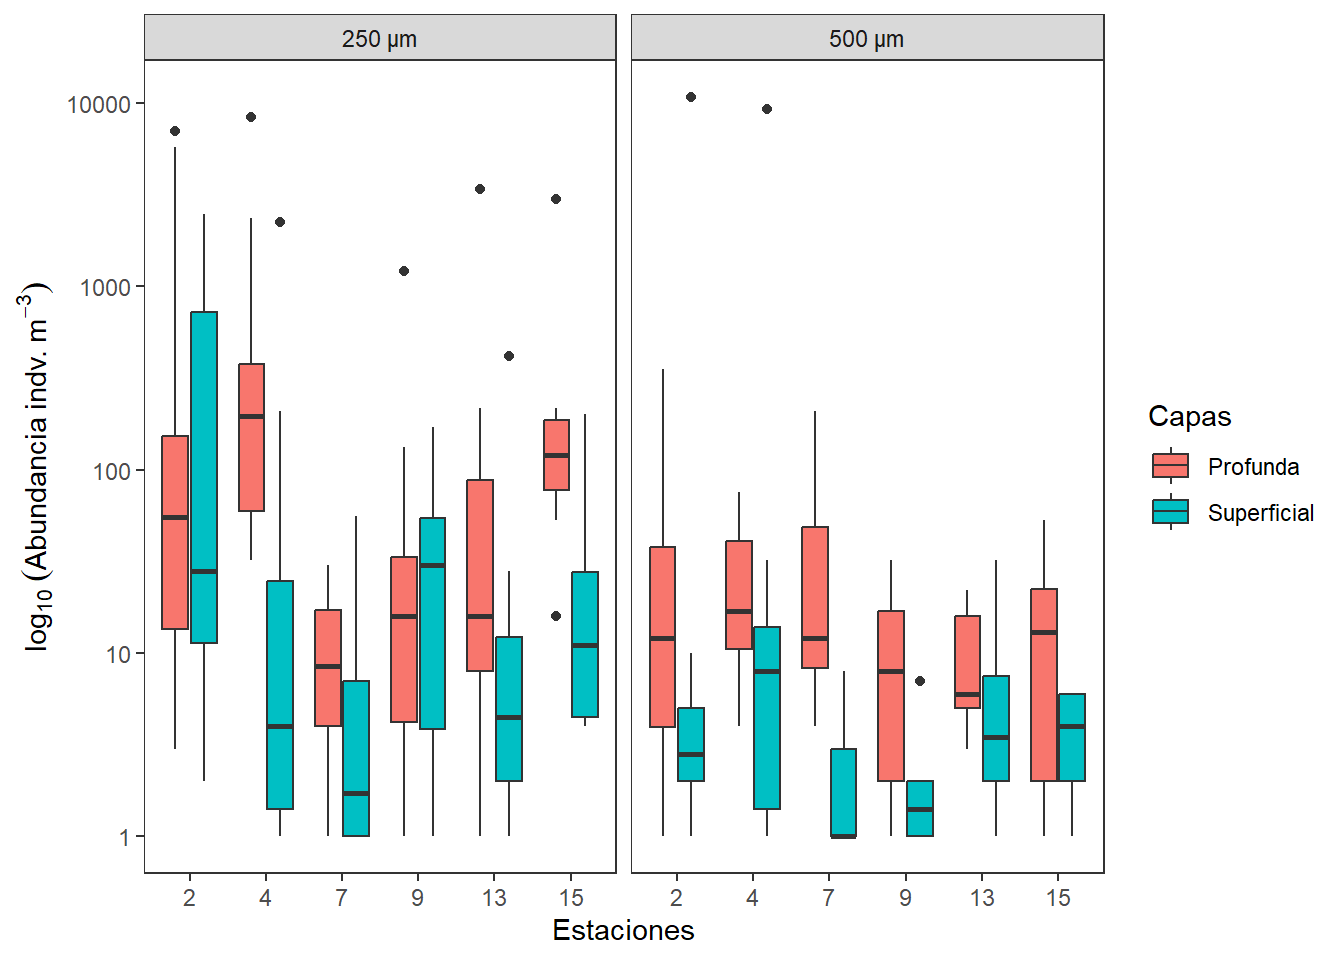 250 µm
500 µm
10000
1000
100
10
1
log10 (Abundancia indv. m−3)
2 4 7 9 13 15
2 4 7 9 13 15
Estaciones
Capas
Profunda
Superficial